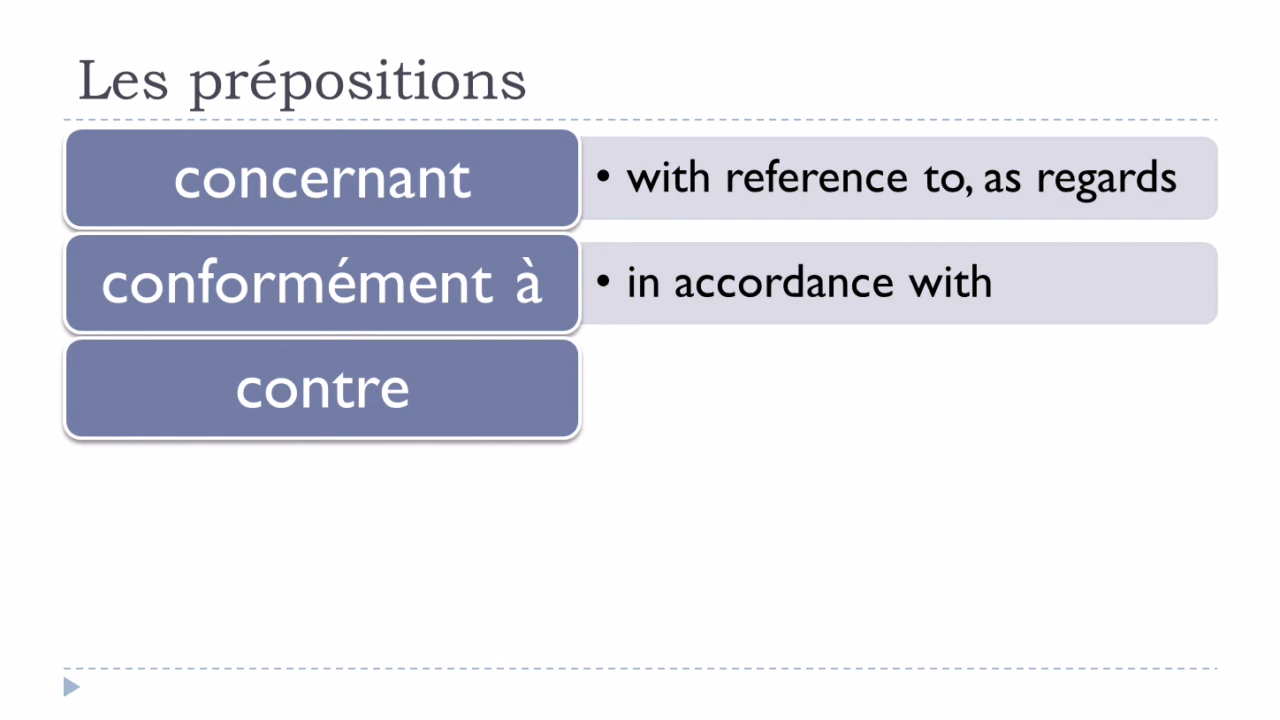 Les prépositions
concernant
• with reference to, as regards
conformément à
• in accordance with
contre